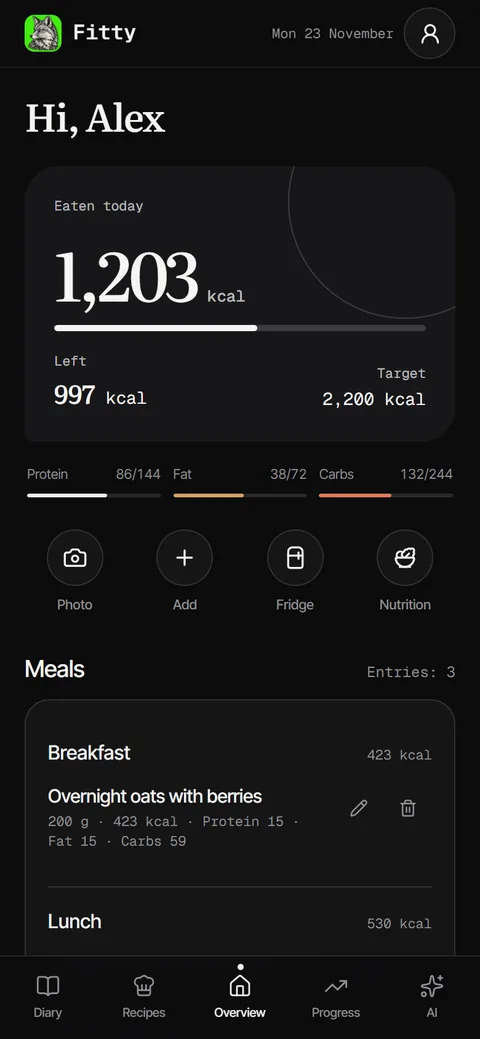 Fitty
Mon 23 November
Hi, Alex
Eaten today
1,203 kcal
Left
997 kcal
Target
2,200 kcal
Protein 86/144
Fat 38/72
Carbs 132/244
Photo
Add
Fridge
Nutrition
Meals
Entries: 3
Breakfast
423 kcal
Overnight oats with berries
200 g · 423 kcal · Protein 15 ·
Fat 15 · Carbs 59
Lunch
530 kcal
Diary
Recipes
Overview
Progress
AI